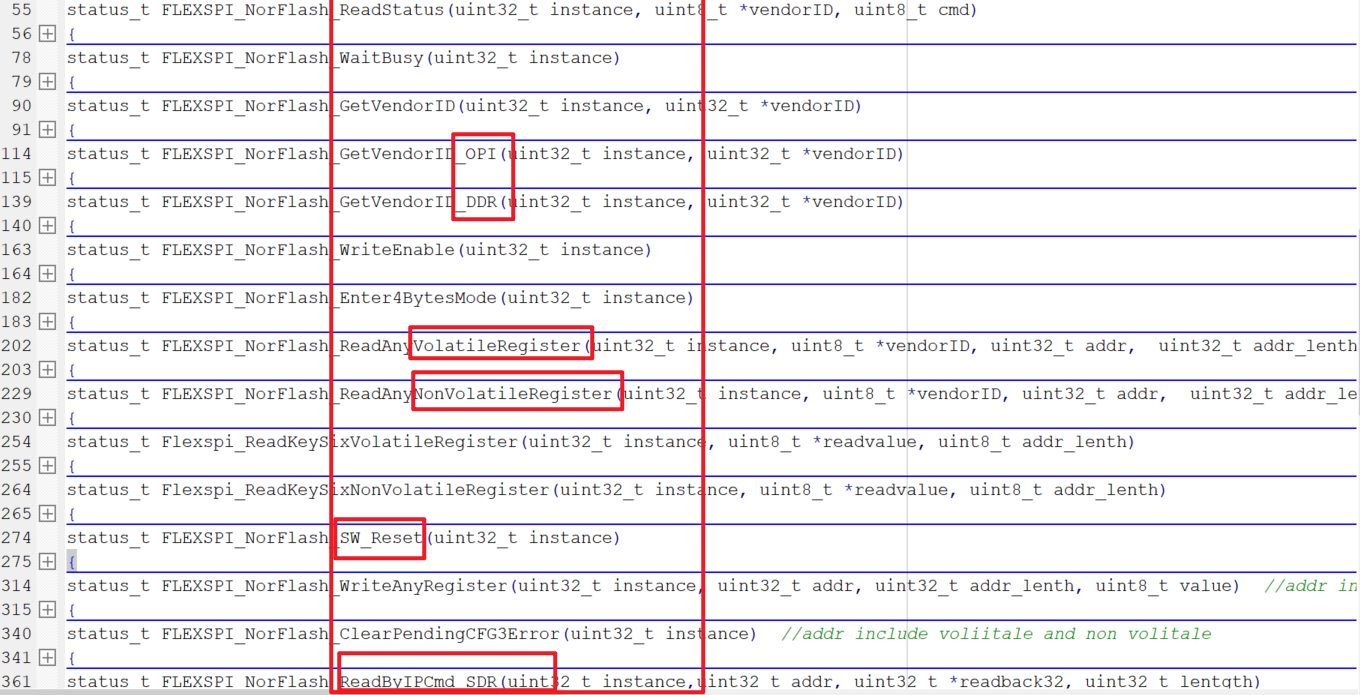 55 status_t FLEXSPI_NorFlash_ReadStatus(uint32_t instance, uint8_t *vendorID, uint8_t cmd)
56 {
78 status_t FLEXSPI_NorFlash_WaitBusy(uint32_t instance)
79 {
90 status_t FLEXSPI_NorFlash_GetVendorID(uint32_t instance, uint32_t *vendorID)
91 {
114 status_t FLEXSPI_NorFlash_GetVendorID_OPI(uint32_t instance, uint32_t *vendorID)
115 {
139 status_t FLEXSPI_NorFlash_GetVendorID_DDR(uint32_t instance, uint32_t *vendorID)
140 {
163 status_t FLEXSPI_NorFlash_WriteEnable(uint32_t instance)
164 {
182 status_t FLEXSPI_NorFlash_Enter4BytesMode(uint32_t instance)
183 {
202 status_t FLEXSPI_NorFlash_ReadAnyVolatileRegister(uint32_t instance, uint8_t *vendorID, uint32_t addr, uint32_t addr_lenth
203 {
229 status_t FLEXSPI_NorFlash_ReadAnyNonVolatileRegister(uint32_t instance, uint8_t *vendorID, uint32_t addr, uint32_t addr_le
230 {
254 status_t Flexspi_ReadKeySixVolatileRegister(uint32_t instance, uint8_t *readvalue, uint8_t addr_lenth)
255 {
264 status_t Flexspi_ReadKeySixNonVolatileRegister(uint32_t instance, uint8_t *readvalue, uint8_t addr_lenth)
265 {
274 status_t FLEXSPI_NorFlash_SW_Reset(uint32_t instance)
275 {
314 status_t FLEXSPI_NorFlash_WriteAnyRegister(uint32_t instance, uint32_t addr, uint32_t addr_lenth, uint8_t value) //addr in
315 {
340 status_t FLEXSPI_NorFlash_ClearPendingCFG3Error(uint32_t instance) //addr include voliitale and non volitale
341 {
361 status_t FLEXSPI_NorFlash_ReadByIPCmd_SDR(uint32_t instance,uint32_t addr, uint32_t *readback32, uint32_t lentgth)